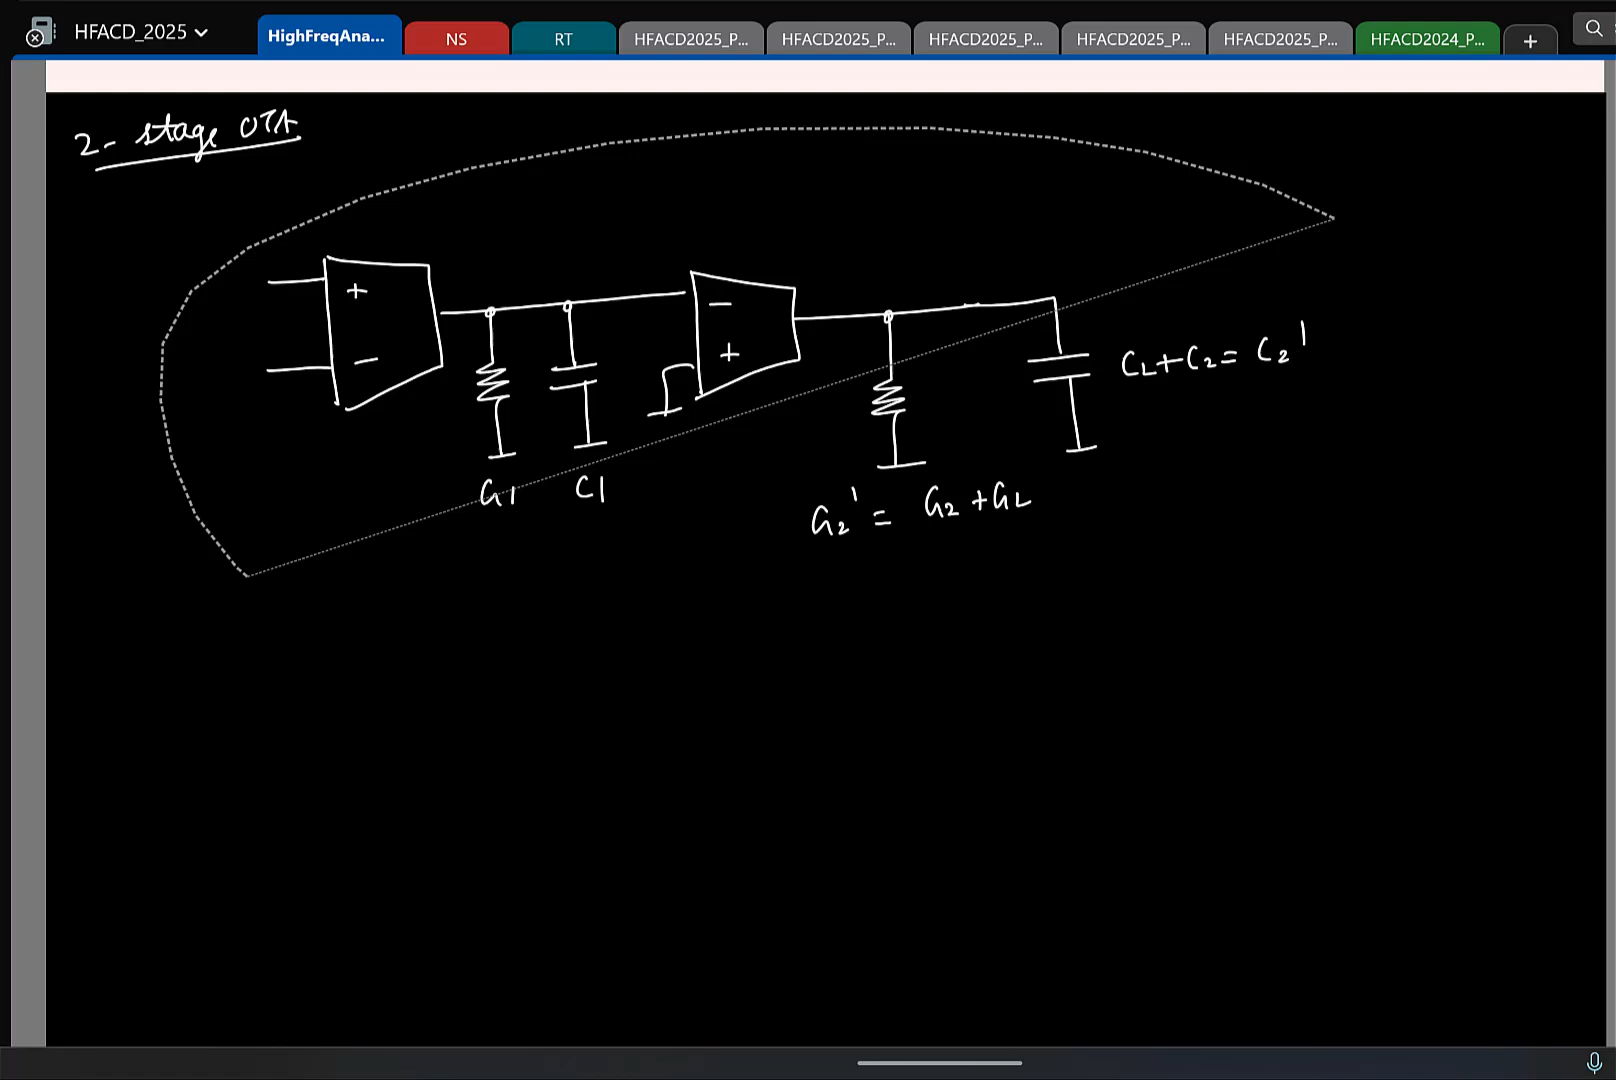 HFACD_2025
HighFreqAna...
NS
RT
HFACD2025_P...
HFACD2025_P...
HFACD2025_P...
HFACD2025_P...
HFACD2025_P...
HFACD2024_P...
+
2- stage OTA
+
-
-
+
G1
C1
CL+C2= C2'
G2' = G2 +GL